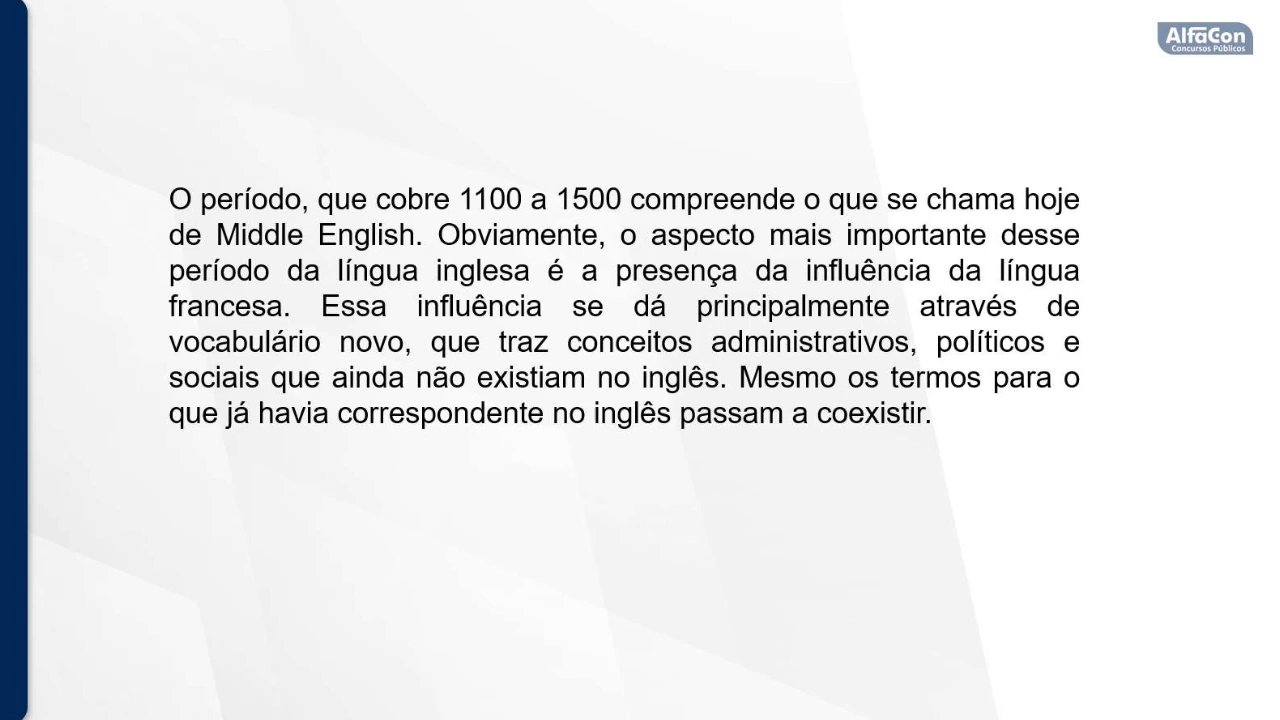 AlfaCon
Concursos Públicos
O período, que cobre 1100 a 1500 compreende o que se chama hoje
de Middle English. Obviamente, o aspecto mais importante desse
período da língua inglesa é a presença da influência da língua
francesa. Essa influência se dá principalmente através de
vocabulário novo, que traz conceitos administrativos, políticos e
sociais que ainda não existiam no inglês. Mesmo os termos para o
que já havia correspondente no inglês passam a coexistir.